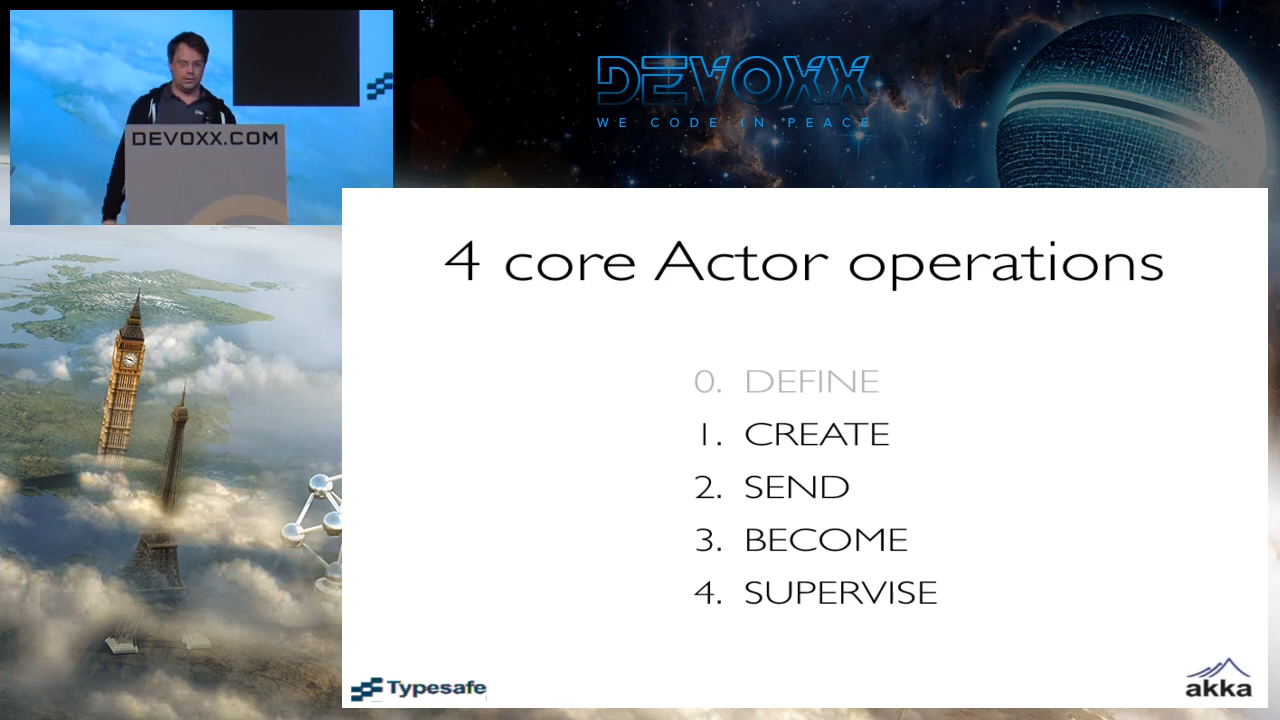 DEVOXX
WE CODE IN PEACE
DEVOXX.COM
4 core Actor operations
0. DEFINE
1. CREATE
2. SEND
3. BECOME
4. SUPERVISE
Typesafe
akka